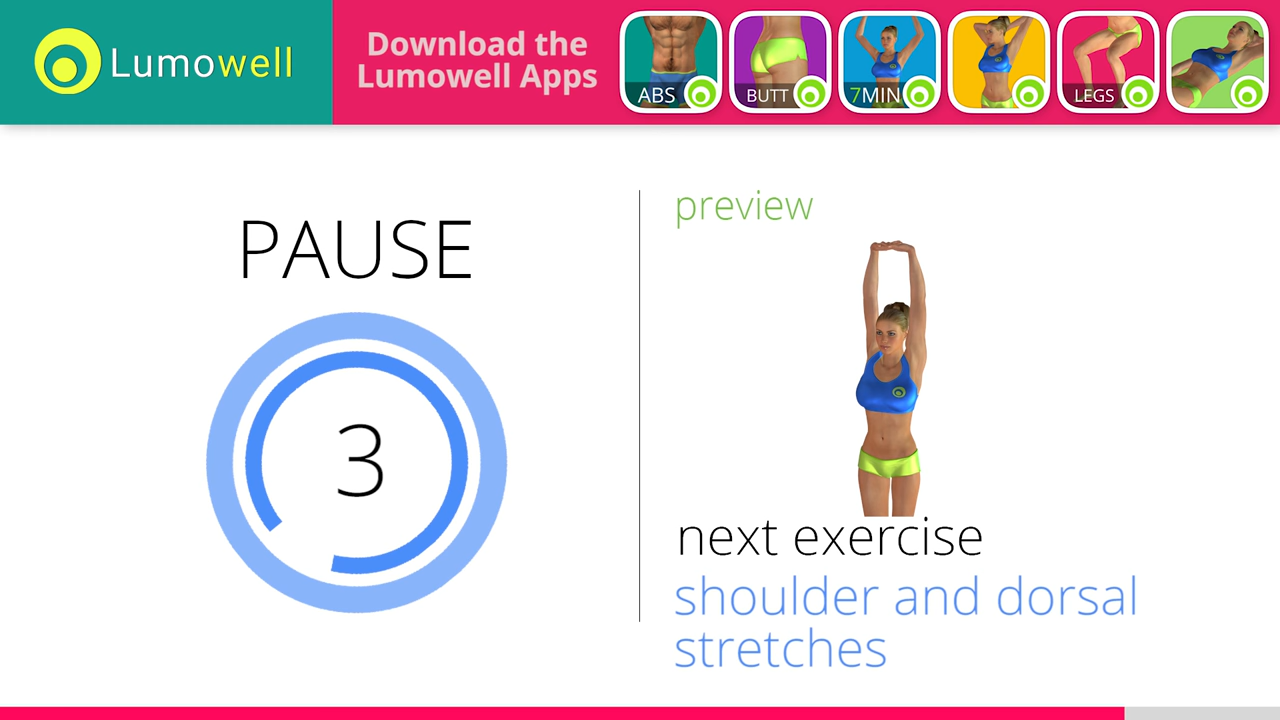 Lumowell
Download the
Lumowell Apps
ABS
BUTT
7MIN
LEGS
PAUSE
3
preview
next exercise
shoulder and dorsal
stretches